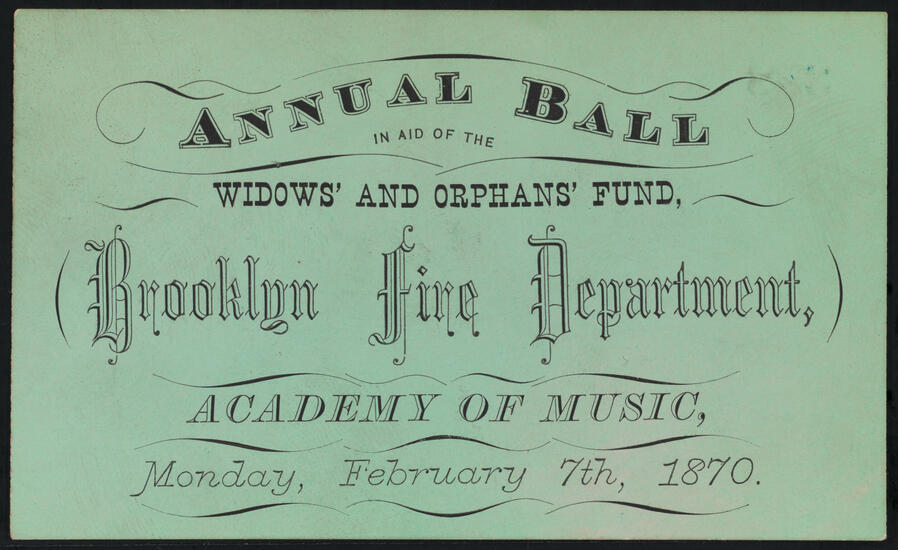 ANNUAL BALL
IN AID OF THE
WIDOWS' AND ORPHANS' FUND,
Brooklyn Fire Department,
ACADEMY OF MUSIC,
Monday, February 7th, 1870.